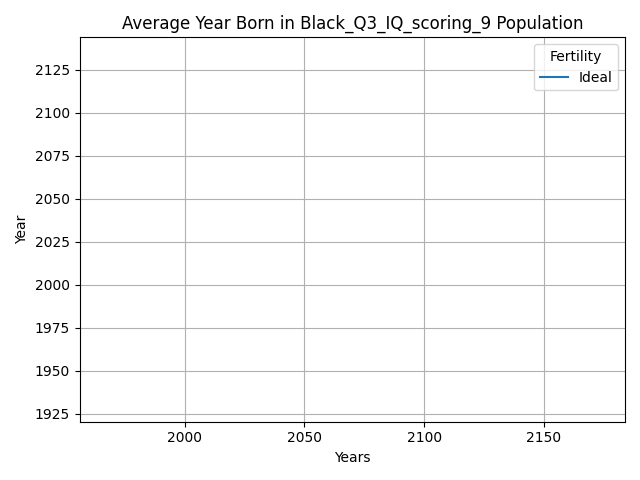 Average Year Born in Black_Q3_IQ_scoring_9 Population
Fertility
Ideal
2125
2100
2075
2050
2025
2000
1975
1950
1925
Year
2000 2050 2100 2150
Years